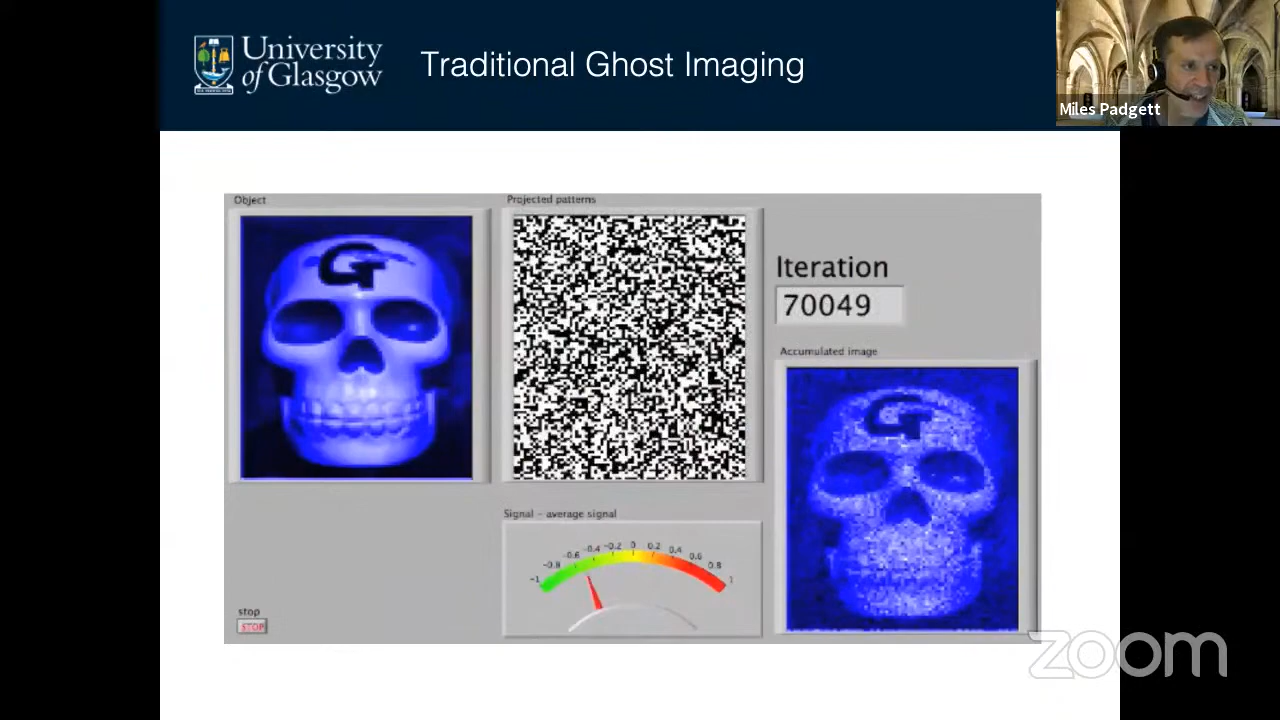 University
of Glasgow
Traditional Ghost Imaging
Miles Padgett
Object
Projected patterns
G
Iteration
70049
Accumulated image
G
Signal - average signal
-1 -0.8 -0.6 -0.4 -0.2 0 0.2 0.4 0.6 0.8 1
stop
STOP
zoom